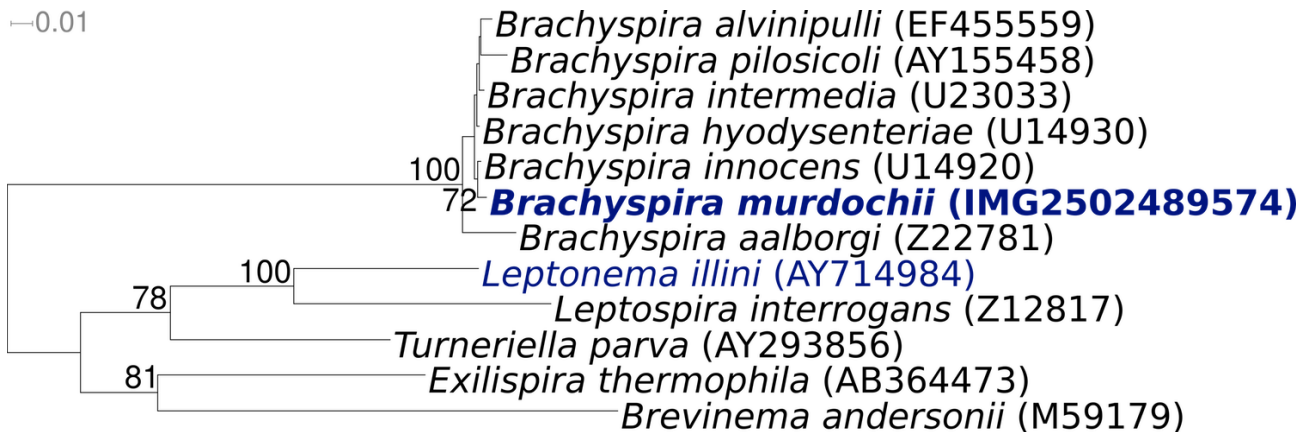 0.01
Brachyspira alvinipulli (EF455559)
Brachyspira pilosicoli (AY155458)
Brachyspira intermedia (U23033)
Brachyspira hyodysenteriae (U14930)
100
Brachyspira innocens (U14920)
72
Brachyspira murdochii (IMG2502489574)
Brachyspira aalborgi (Z22781)
100
Leptonema illini (AY714984)
78
Leptospira interrogans (Z12817)
Turneriella parva (AY293856)
81
Exilispira thermophila (AB364473)
Brevinema andersonii (M59179)